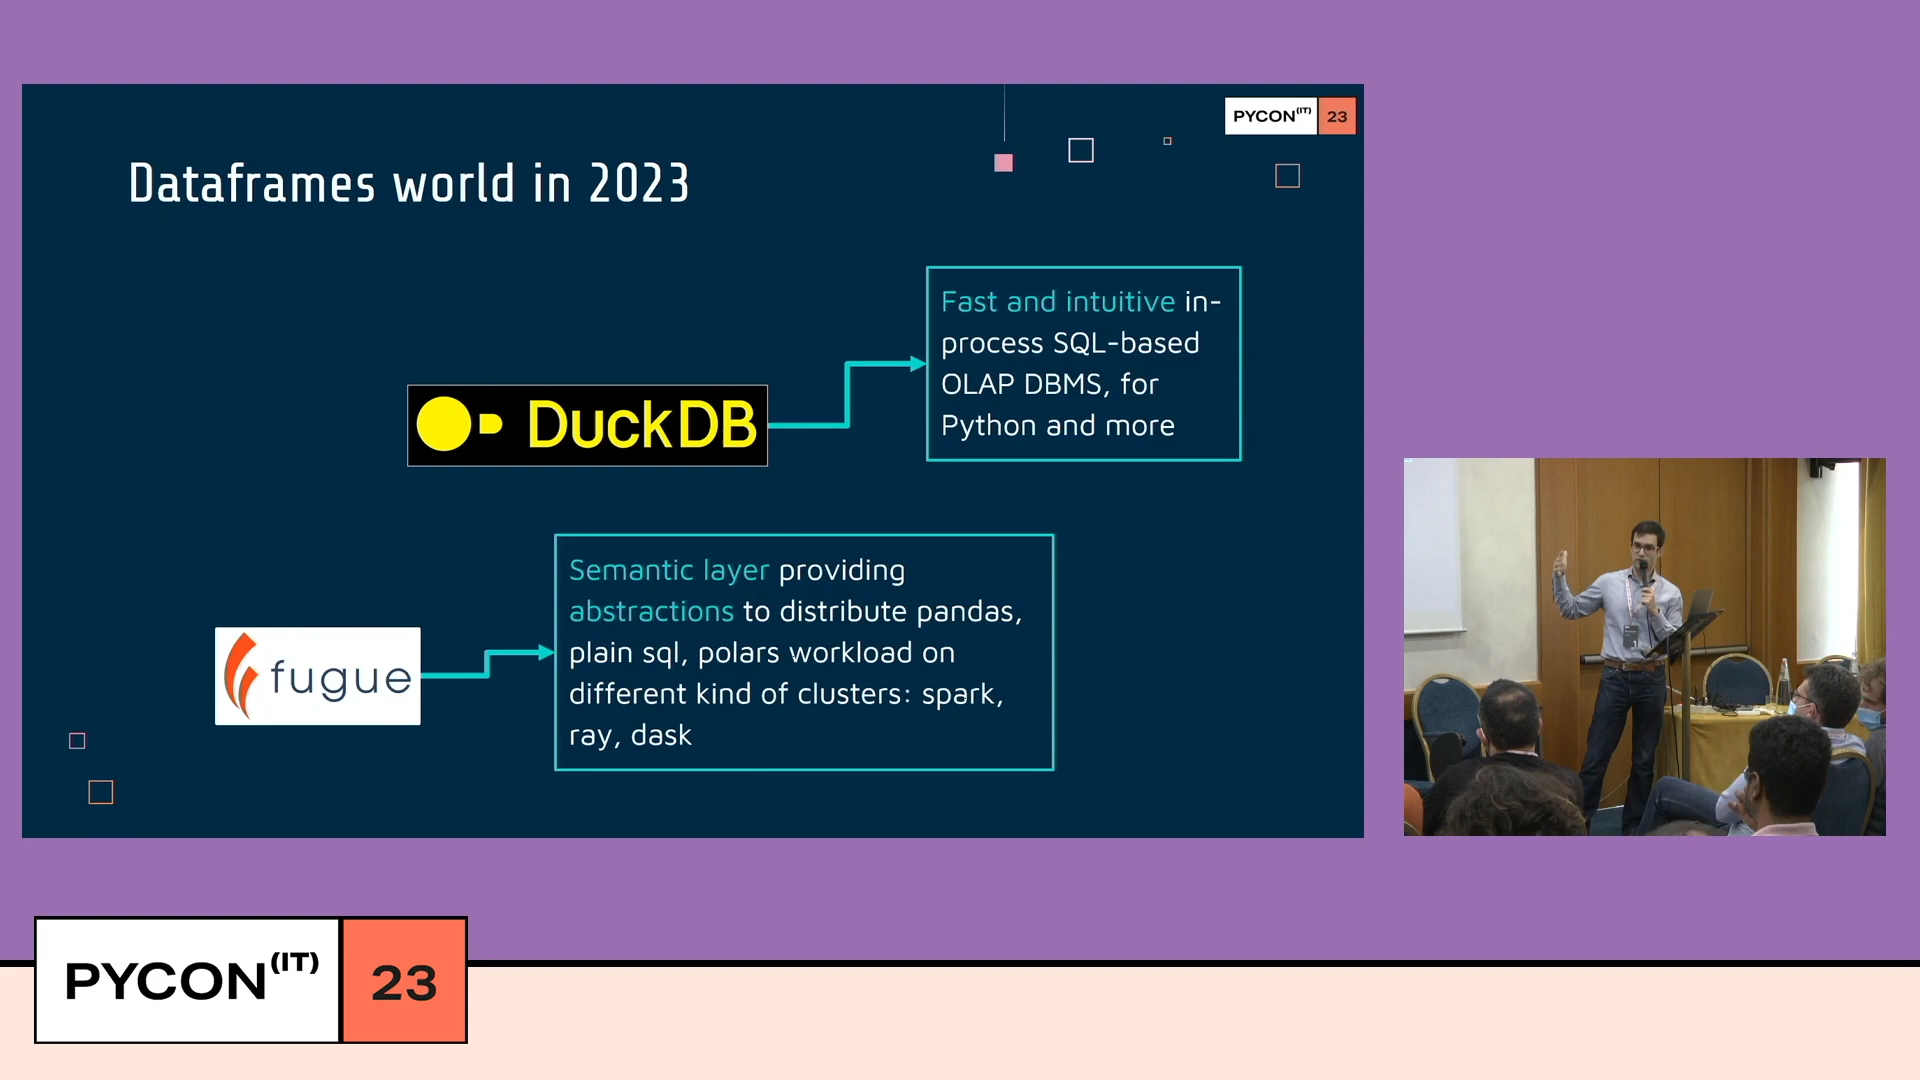 PYCON(IT) 23
Dataframes world in 2023
Fast and intuitive in-
process SQL-based
OLAP DBMS, for
Python and more
DuckDB
Semantic layer providing
abstractions to distribute pandas,
plain sql, polars workload on
different kind of clusters: spark,
ray, dask
fugue
PYCON(IT) 23